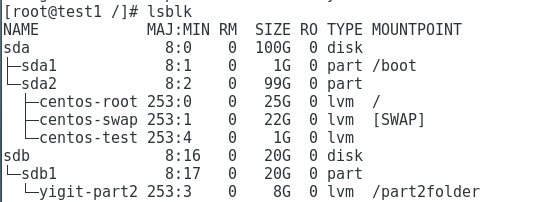 [root@test1 /]# lsblk
NAME              MAJ:MIN RM  SIZE RO TYPE MOUNTPOINT
sda                 8:0    0  100G  0 disk
├─sda1              8:1    0    1G  0 part /boot
└─sda2              8:2    0   99G  0 part
  ├─centos-root 253:0    0   25G  0 lvm  /
  ├─centos-swap 253:1    0   22G  0 lvm  [SWAP]
  └─centos-test 253:4    0    1G  0 lvm
sdb                 8:16   0   20G  0 disk
└─sdb1              8:17   0   20G  0 part
  └─yigit-part2 253:3    0    8G  0 lvm  /part2folder